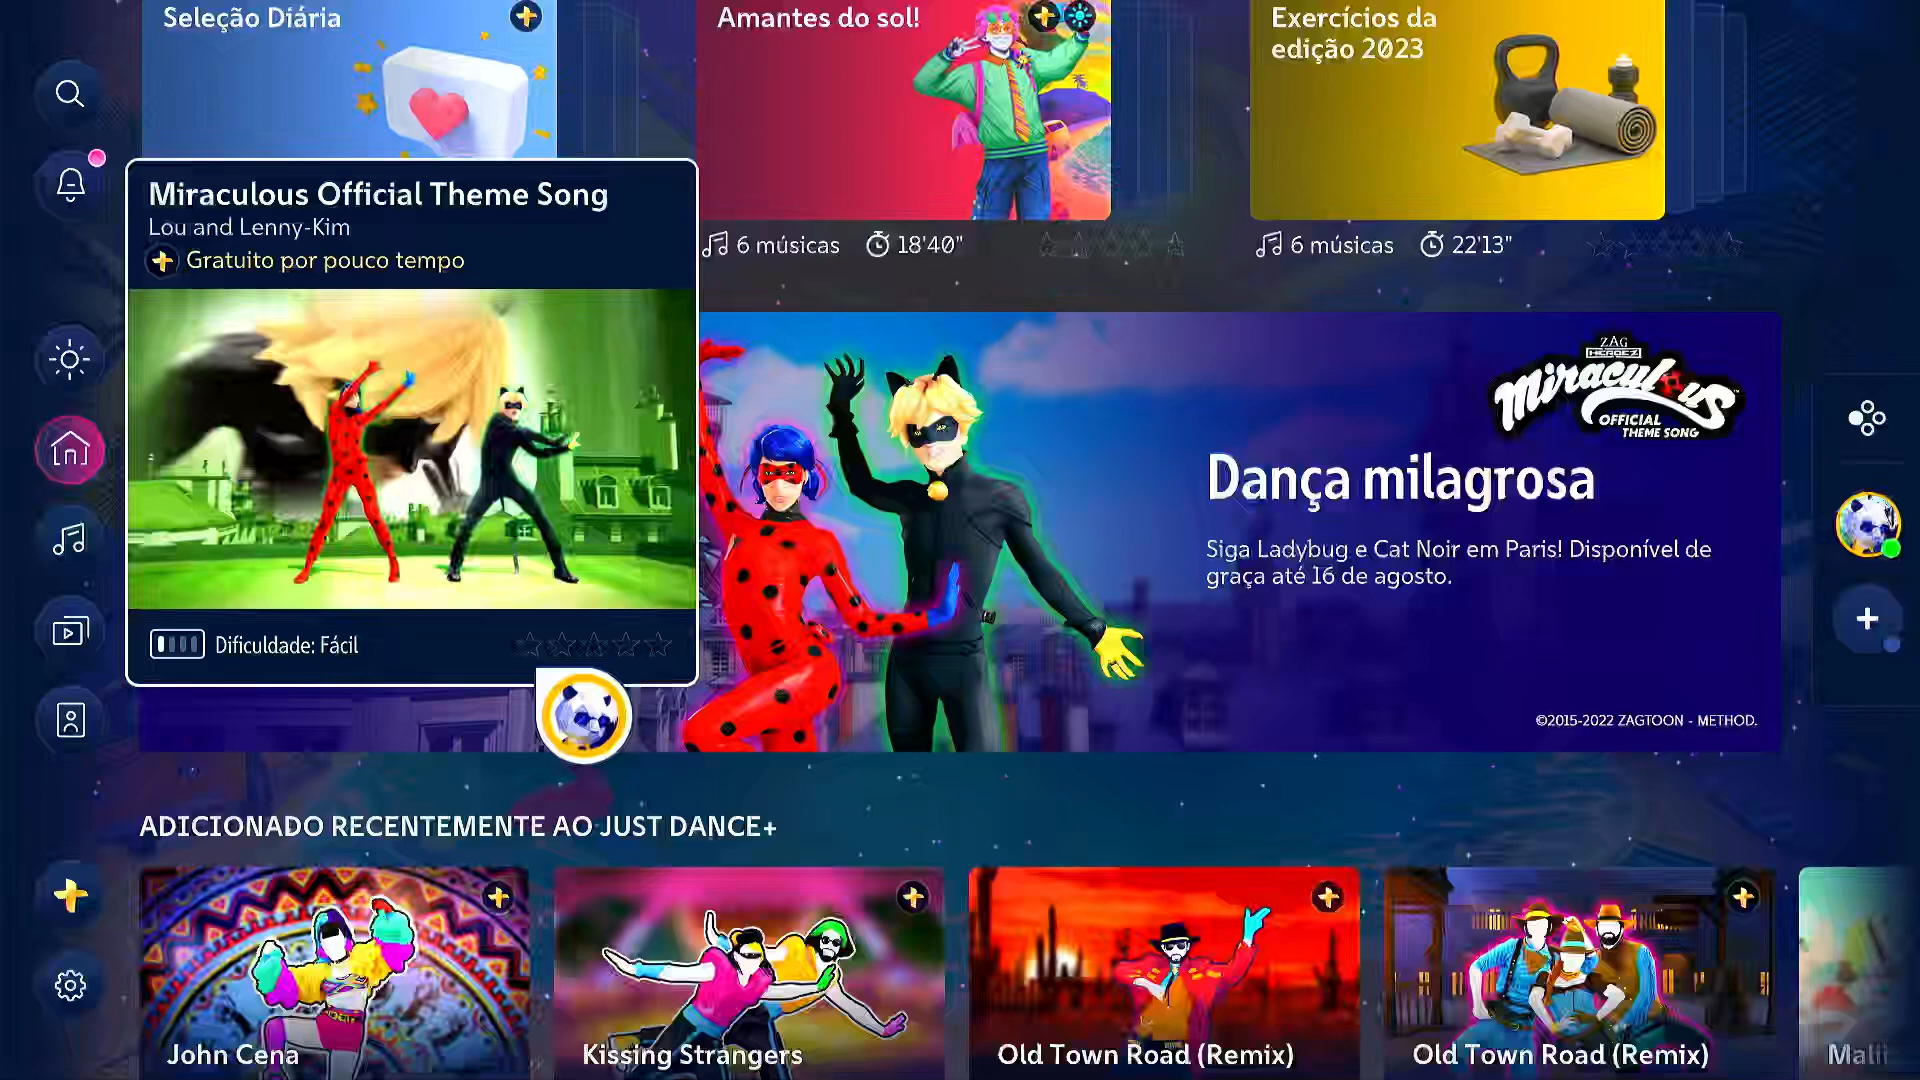 Seleção Diária
Amantes do sol!
Exercícios da
edição 2023
Miraculous Official Theme Song
Lou and Lenny-Kim
Gratuito por pouco tempo
6 músicas
18'40"
6 músicas
22'13"
ZAG
HEROEZ
Miraculous
OFFICIAL
THEME SONG
Dança milagrosa
Siga Ladybug e Cat Noir em Paris! Disponível de
graça até 16 de agosto.
Dificuldade: Fácil
©2015-2022 ZAGTOON - METHOD.
ADICIONADO RECENTEMENTE AO JUST DANCE+
John Cena
Kissing Strangers
Old Town Road (Remix)
Old Town Road (Remix)